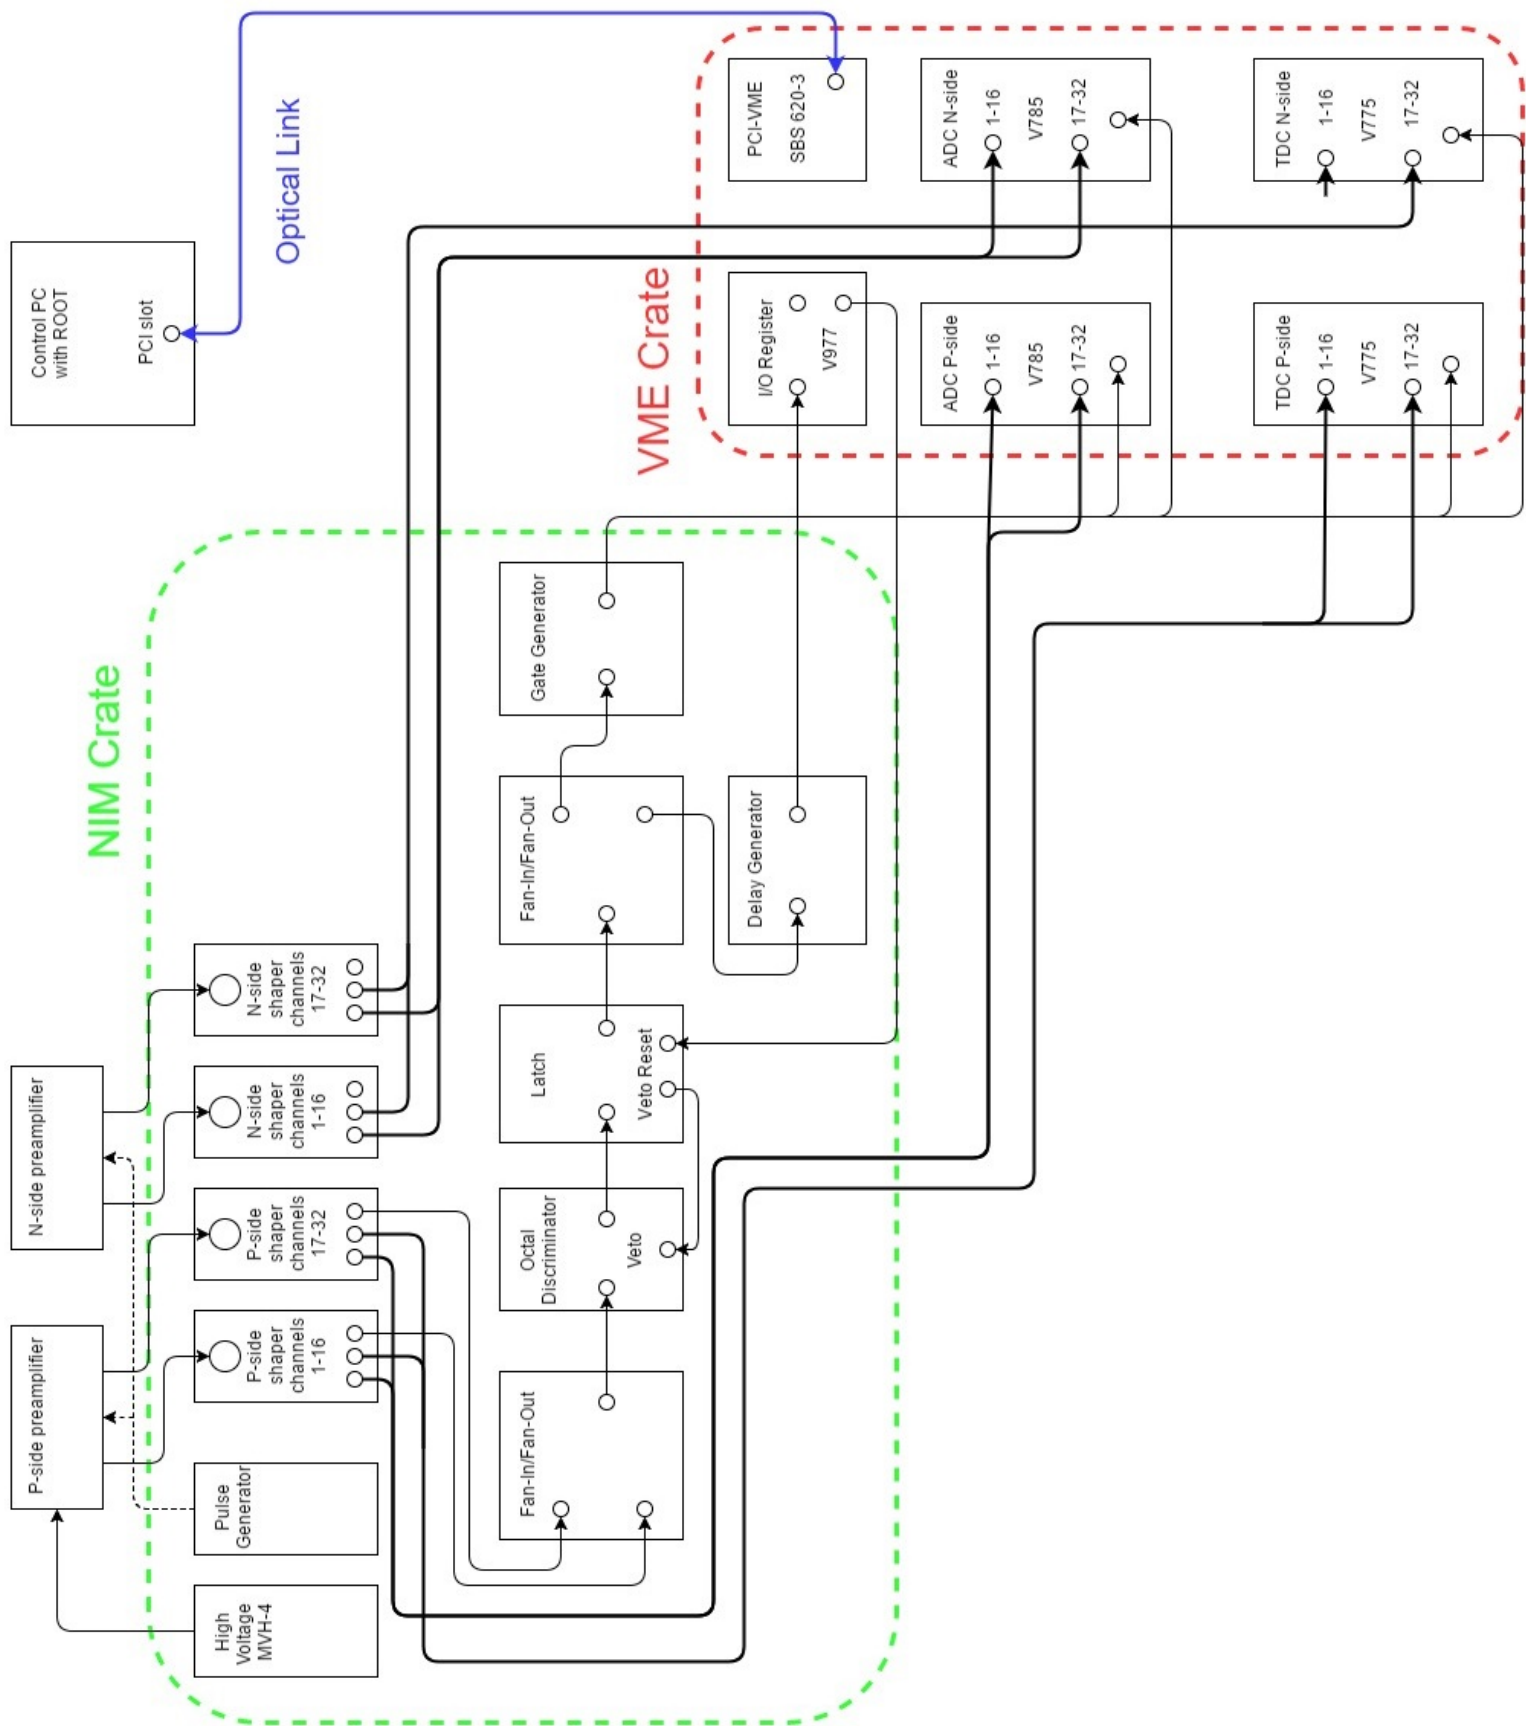 Control PC
with ROOT
PCI slot
Optical Link
NIM Crate
VME Crate
P-side preamplifier
N-side preamplifier
High
Voltage
MVH-4
Pulse
Generator
P-side
shaper
channels
1-16
P-side
shaper
channels
17-32
N-side
shaper
channels
1-16
N-side
shaper
channels
17-32
Fan-In/Fan-Out
Octal
Discriminator
Veto
Latch
Veto Reset
Fan-In/Fan-Out
Gate Generator
Delay Generator
I/O Register
V977
PCI-VME
SBS 620-3
ADC P-side
1-16
V785
17-32
ADC N-side
1-16
V785
17-32
TDC P-side
1-16
V775
17-32
TDC N-side
1-16
V775
17-32